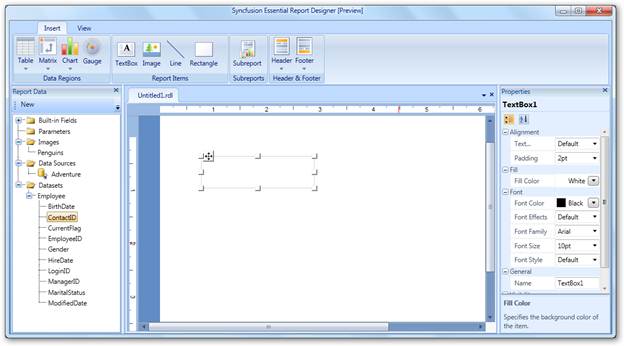 Syncfusion Essential Report Designer [Preview]
Insert View
Table Matrix Chart Gauge
Data Regions
TextBox Image Line Rectangle
Report Items
Subreport
Subreports
Header Footer
Header & Footer
Report Data
New
Built-in Fields
Parameters
Images
Penguins
Data Sources
Adventure
Datasets
Employee
BirthDate
ContactID
CurrentFlag
EmployeeID
Gender
HireDate
LoginID
ManagerID
MaritalStatus
ModifiedDate
Untitled1.rdl
1 2 3 4 5 6
1
2
3
Properties
TextBox1
Alignment
Text... Default
Padding 2pt
Fill
Fill Color White
Font
Font Color Black
Font Effects Default
Font Family Arial
Font Size 10pt
Font Style Default
General
Name TextBox1
Fill Color
Specifies the background color of
the item.